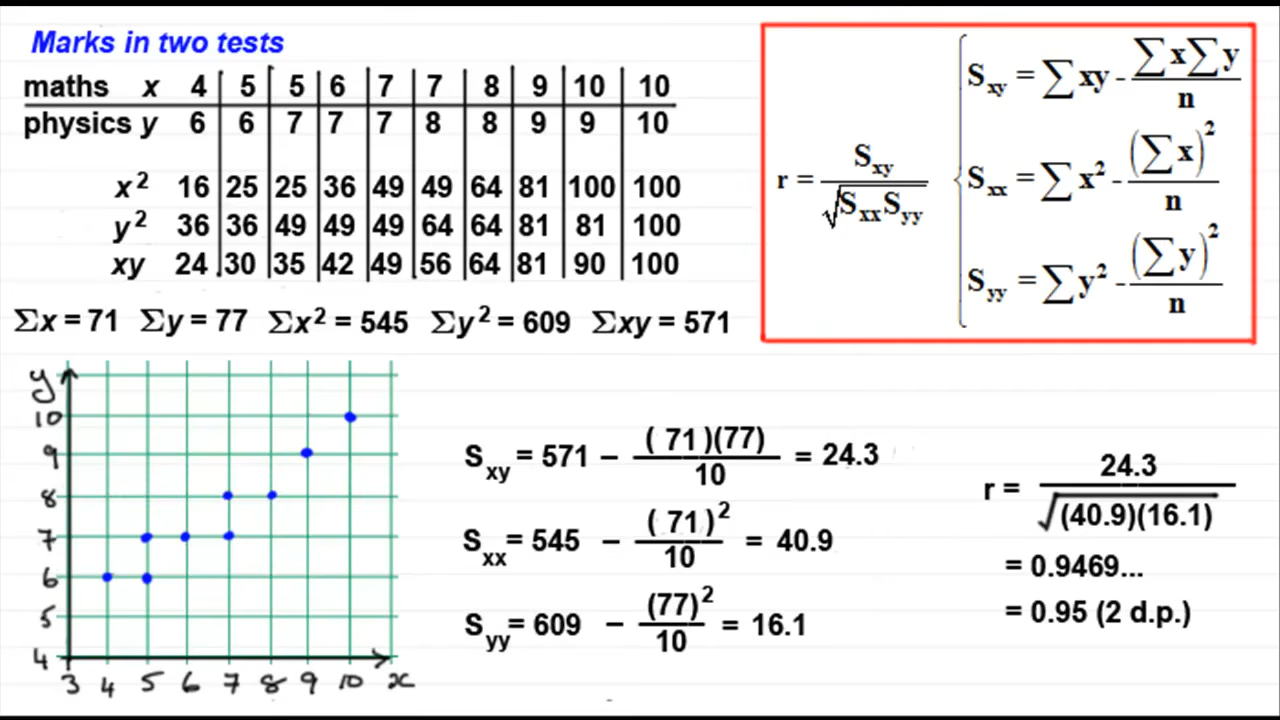 Marks in two tests
maths x 4 5 5 6 7 7 8 9 10 10
physics y 6 6 7 7 7 8 8 9 9 10
x² 16 25 25 36 49 49 64 81 100 100
y² 36 36 49 49 49 64 64 81 81 100
xy 24 30 35 42 49 56 64 81 90 100
Σx = 71 Σy = 77 Σx² = 545 Σy² = 609 Σxy = 571
r = Sxy / √SxxSyy
Sxy = ∑xy - ∑x∑y / n
Sxx = ∑x² - (∑x)² / n
Syy = ∑y² - (∑y)² / n
y
10
9
8
7
6
5
4
3 4 5 6 7 8 9 10 x
Sxy = 571 − (71)(77) / 10 = 24.3
Sxx = 545 − (71)² / 10 = 40.9
Syy = 609 − (77)² / 10 = 16.1
r = 24.3 / √(40.9)(16.1)
= 0.9469...
= 0.95 (2 d.p.)